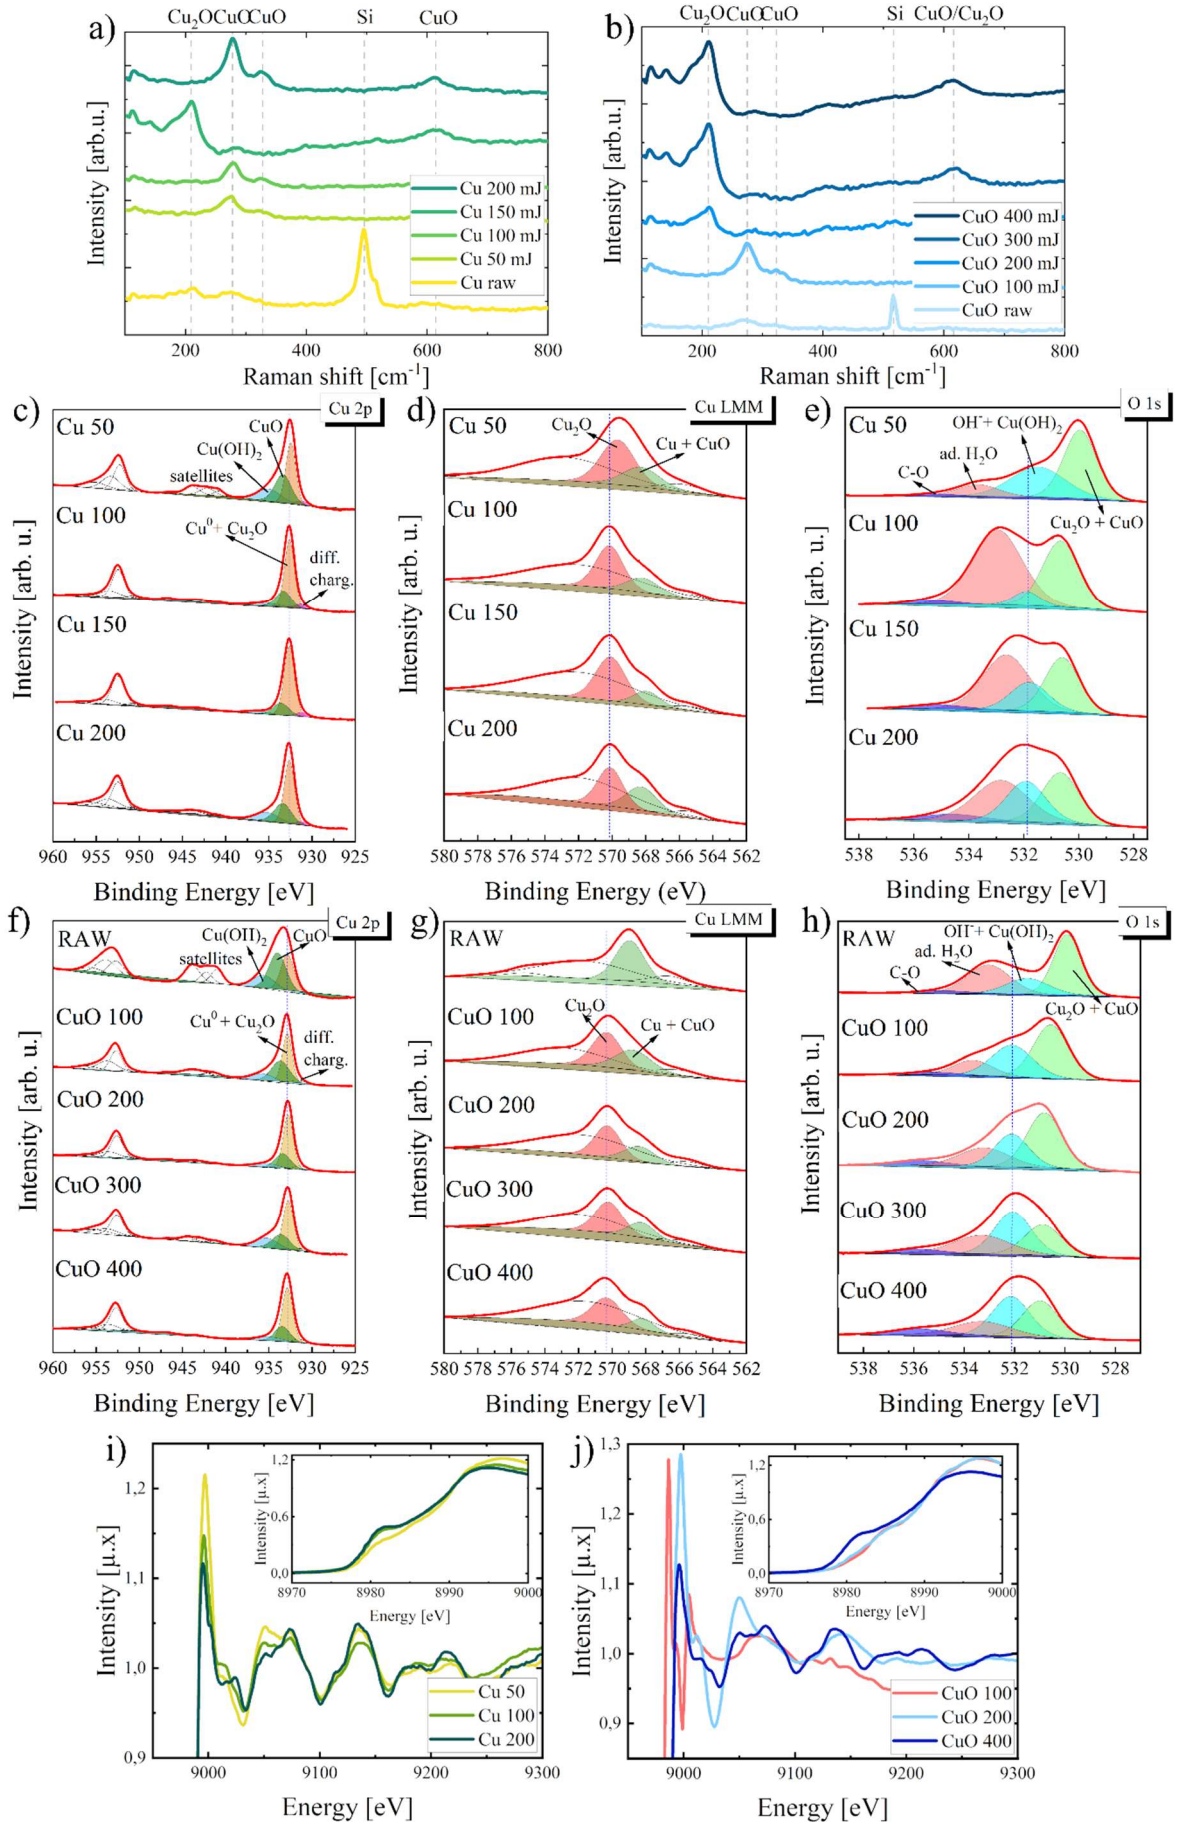 a)
Cu₂O CuO CuO Si CuO
Intensity [arb.u.]
Cu 200 mJ
Cu 150 mJ
Cu 100 mJ
Cu 50 mJ
Cu raw
200 400 600 800
Raman shift [cm⁻¹]
b)
Cu₂O CuO CuO Si CuO/Cu₂O
Intensity [arb.u.]
CuO 400 mJ
CuO 300 mJ
CuO 200 mJ
CuO 100 mJ
CuO raw
200 400 600 800
Raman shift [cm⁻¹]
c)
Cu 2p
Cu 50
CuO
Cu(OH)₂
satellites
Cu 100
Cu⁰+ Cu₂O
diff.
charg.
Cu 150
Cu 200
Intensity [arb. u.]
960 955 950 945 940 935 930 925
Binding Energy [eV]
d)
Cu LMM
Cu 50
Cu₂O
Cu + CuO
Cu 100
Cu 150
Cu 200
Intensity [arb. u.]
580 578 576 574 572 570 568 566 564 562
Binding Energy (eV)
e)
O 1s
Cu 50
OH⁻+ Cu(OH)₂
ad. H₂O
C-O
Cu₂O + CuO
Cu 100
Cu 150
Cu 200
Intensity [arb. u.]
538 536 534 532 530 528
Binding Energy [eV]
f)
Cu 2p
RAW
Cu(OH)₂
CuO
satellites
CuO 100
Cu⁰ + Cu₂O
diff.
charg.
CuO 200
CuO 300
CuO 400
Intensity [arb. u.]
960 955 950 945 940 935 930 925
Binding Energy [eV]
g)
Cu LMM
RAW
CuO 100
Cu₂O
Cu + CuO
CuO 200
CuO 300
CuO 400
Intensity [arb. u.]
580 578 576 574 572 570 568 566 564 562
Binding Energy [eV]
h)
O 1s
RAW
OH⁻+ Cu(OH)₂
ad. H₂O
C-O
Cu₂O + CuO
CuO 100
CuO 200
CuO 300
CuO 400
Intensity [arb. u.]
538 536 534 532 530 528
Binding Energy [eV]
i)
Intensity [μ.x]
1,2
1,1
1,0
0,9
9000 9100 9200 9300
Energy [eV]
Intensity [μ.x]
1,2
0,6
0,0
8970 8980 8990 9000
Energy [eV]
Cu 50
Cu 100
Cu 200
j)
Intensity [μ.x]
1,3
1,2
1,1
1,0
0,9
9000 9100 9200 9300
Energy [eV]
Intensity [μ.x]
1,2
0,6
0,0
8970 8980 8990 9000
Energy [eV]
CuO 100
CuO 200
CuO 400